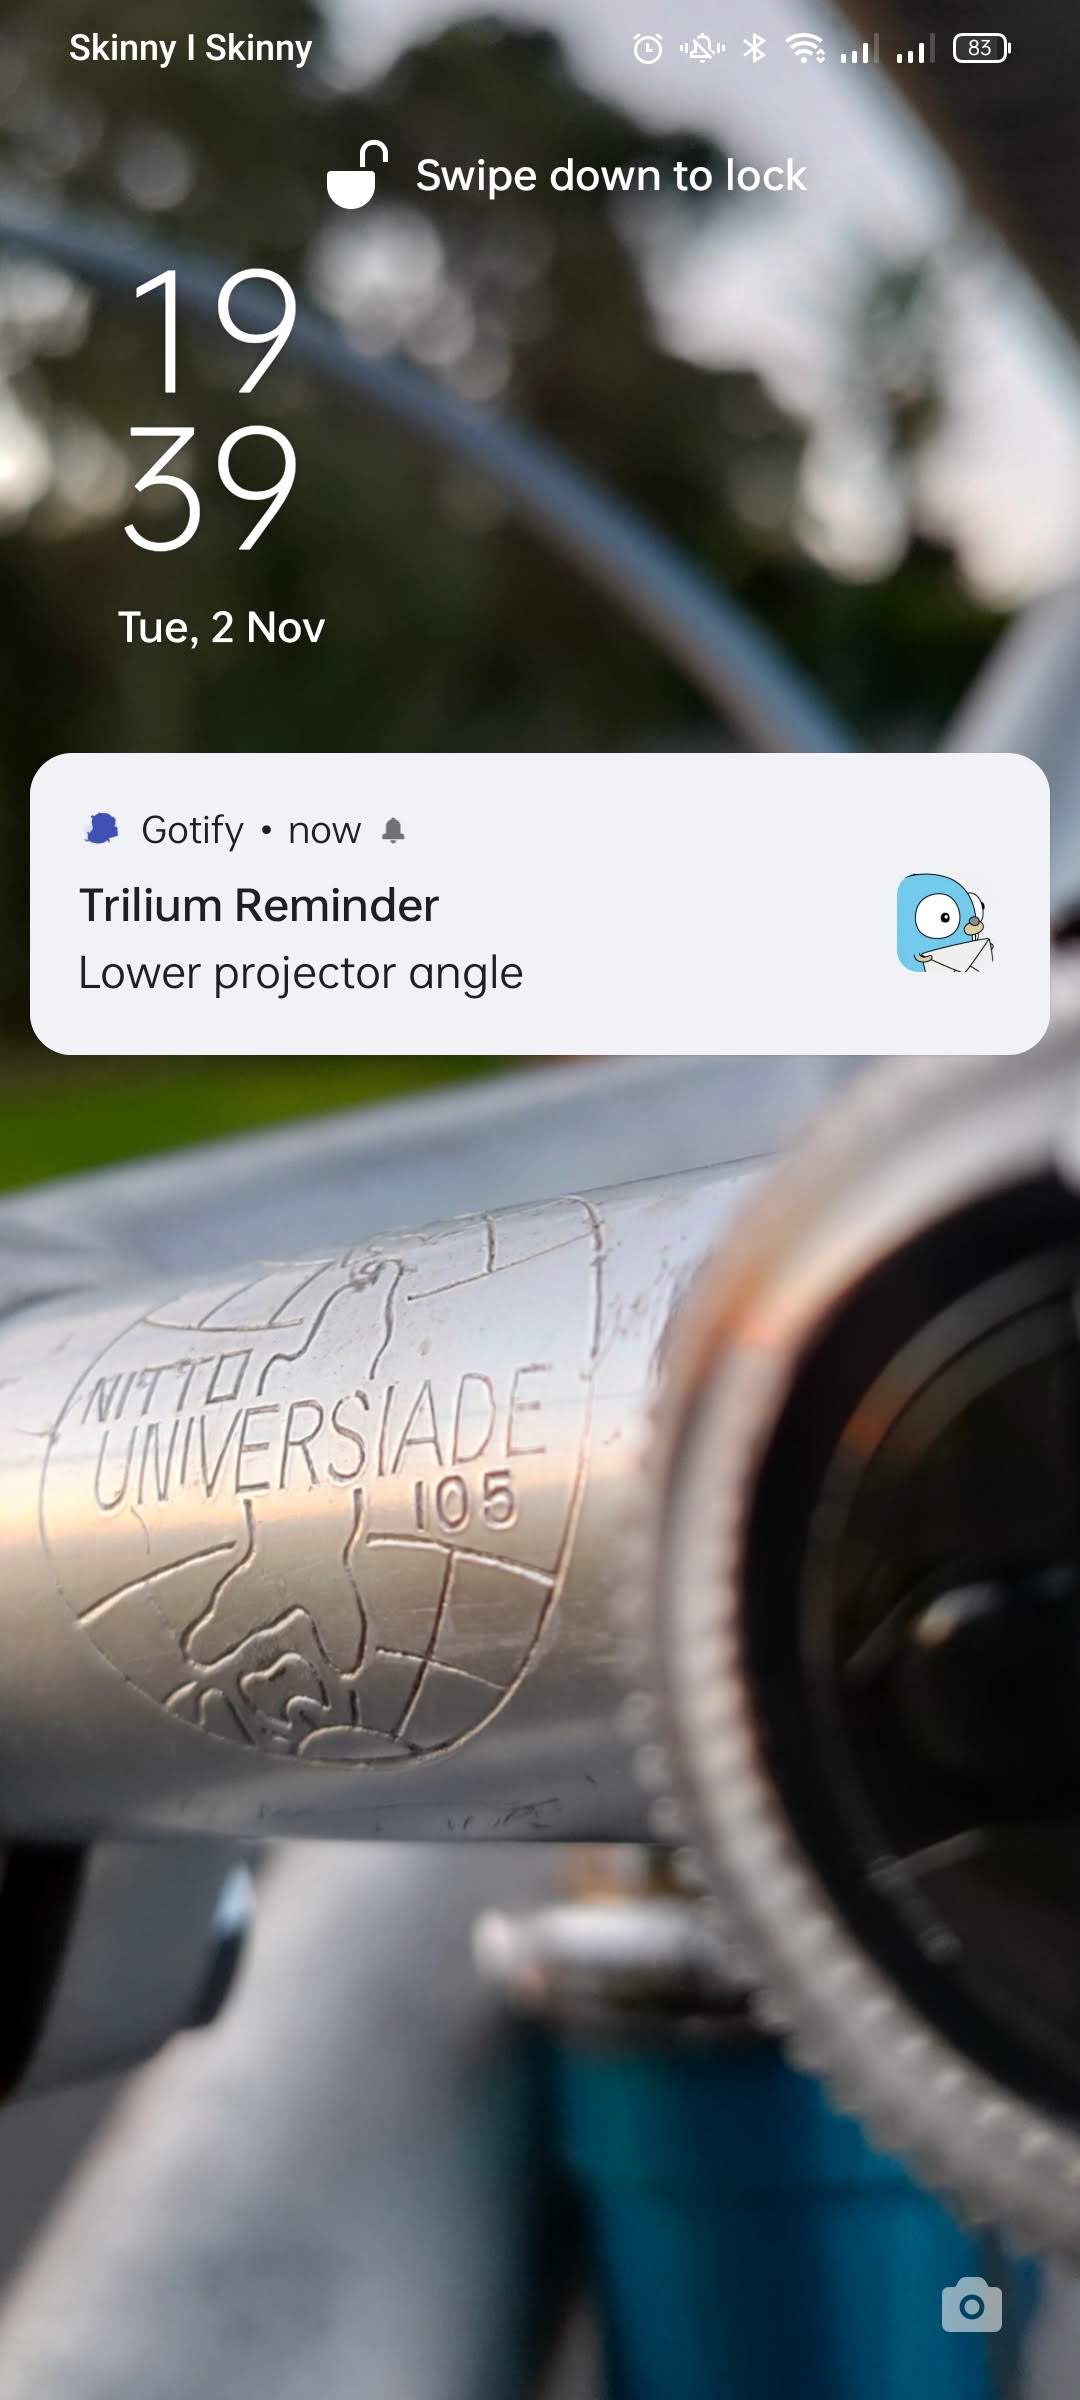 Skinny | Skinny
83
Swipe down to lock
19
39
Tue, 2 Nov
Gotify • now
Trilium Reminder
Lower projector angle
NITTO
UNIVERSIADE
105